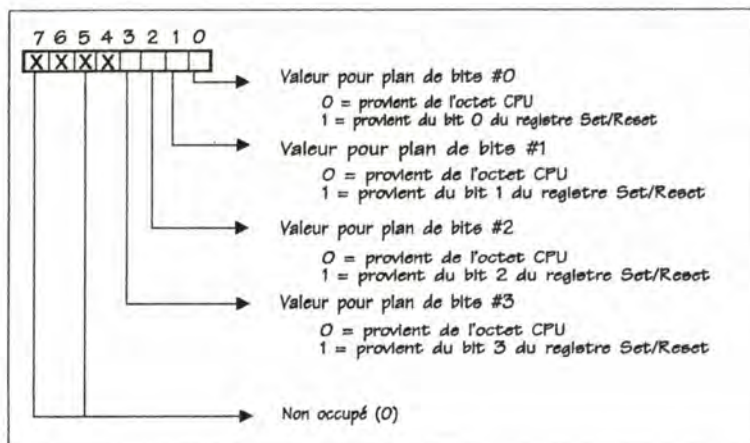 7 6 5 4 3 2 1 0
X X X X
Valeur pour plan de bits #0
0 = provient de l'octet CPU
1 = provient du bit 0 du registre Set/Reset
Valeur pour plan de bits #1
0 = provient de l'octet CPU
1 = provient du bit 1 du registre Set/Reset
Valeur pour plan de bits #2
0 = provient de l'octet CPU
1 = provient du bit 2 du registre Set/Reset
Valeur pour plan de bits #3
0 = provient de l'octet CPU
1 = provient du bit 3 du registre Set/Reset
Non occupé (0)